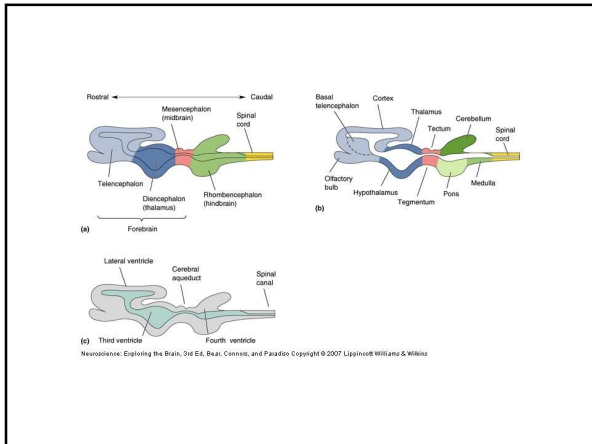 Rostral Caudal
Mesencephalon
(midbrain)
Spinal
cord
Telencephalon
Diencephalon
(thalamus)
Rhombencephalon
(hindbrain)
(a) Forebrain
Basal
telencephalon
Cortex
Thalamus
Tectum
Cerebellum
Spinal
cord
Olfactory
bulb
Hypothalamus
Tegmentum
Pons
Medulla
(b)
Lateral ventricle
Cerebral
aqueduct
Spinal
canal
(c) Third ventricle Fourth ventricle
Neuroscience: Exploring the Brain, 3rd Ed, Bear, Connors, and Paradiso Copyright © 2007 Lippincott Williams & Wilkins